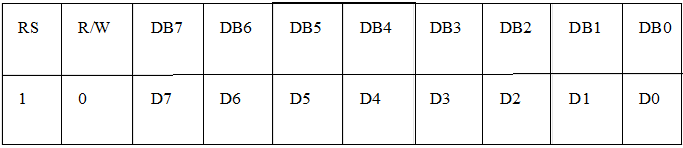 RS R/W DB7 DB6 DB5 DB4 DB3 DB2 DB1 DB0
1 0 D7 D6 D5 D4 D3 D2 D1 D0